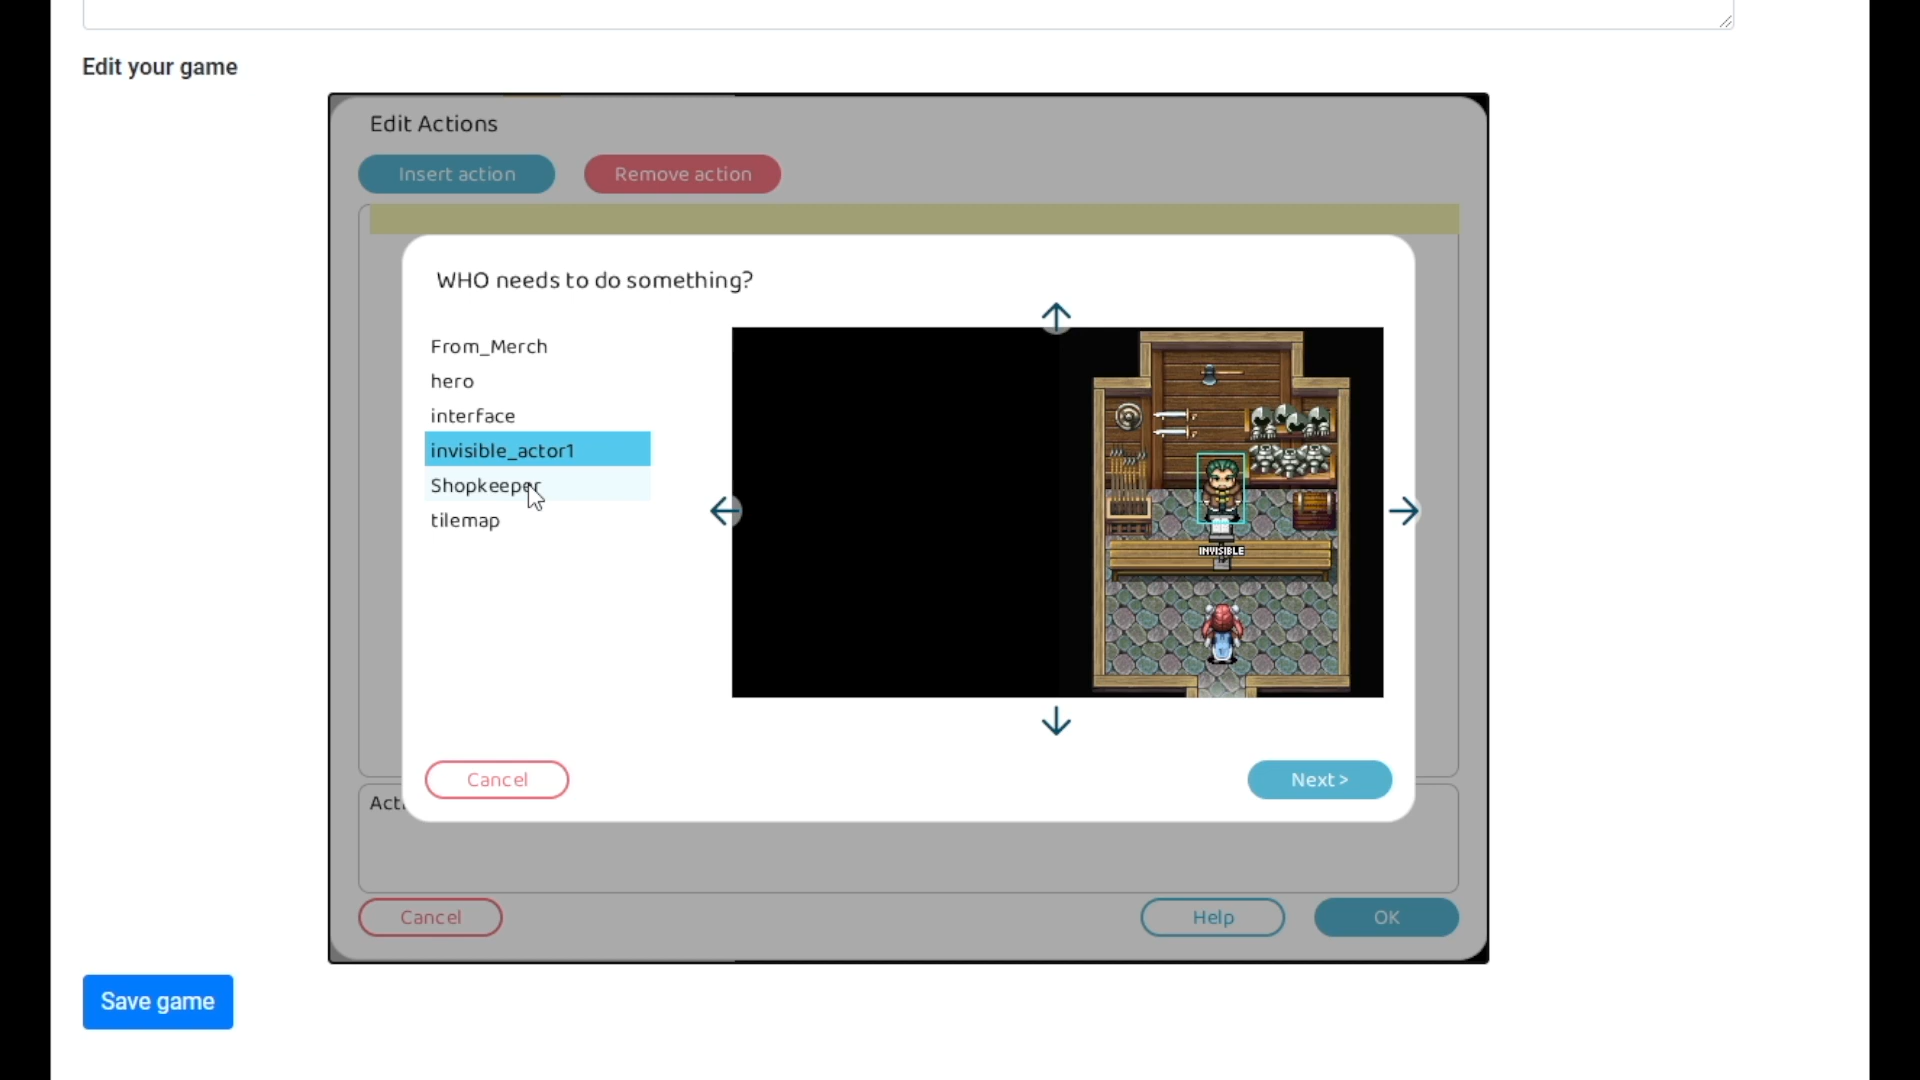 Edit your game
Edit Actions
Insert action
Remove action
WHO needs to do something?
From_Merch
hero
interface
invisible_actor1
Shopkeeper
tilemap
INVISIBLE
Cancel
Next >
Cancel
Help
OK
Save game